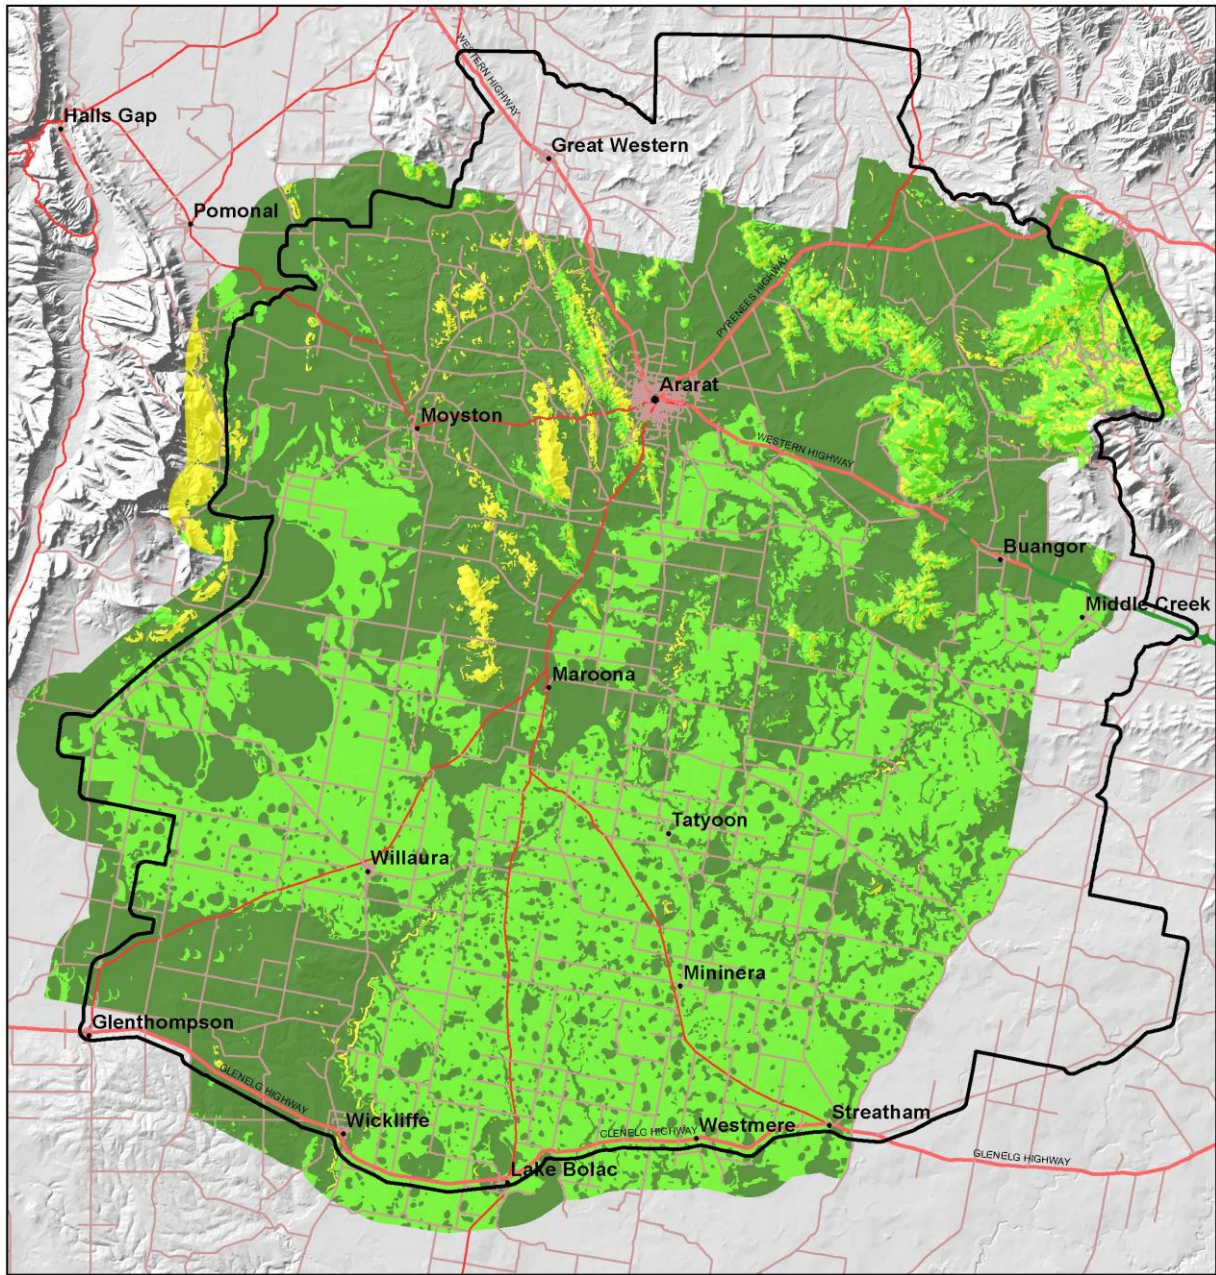 WESTERN HIGHWAY
Halls Gap
Great Western
Pomonal
PYRENEES HIGHWAY
Ararat
Moyston
WESTERN HIGHWAY
Buangor
Middle Creek
Maroona
Tatyoon
Willaura
Mininera
Glenthompson
GLENELG HIGHWAY
Wickliffe
Streatham
Westmere
GLENELG HIGHWAY
GLENELG HIGHWAY
Lake Bolac